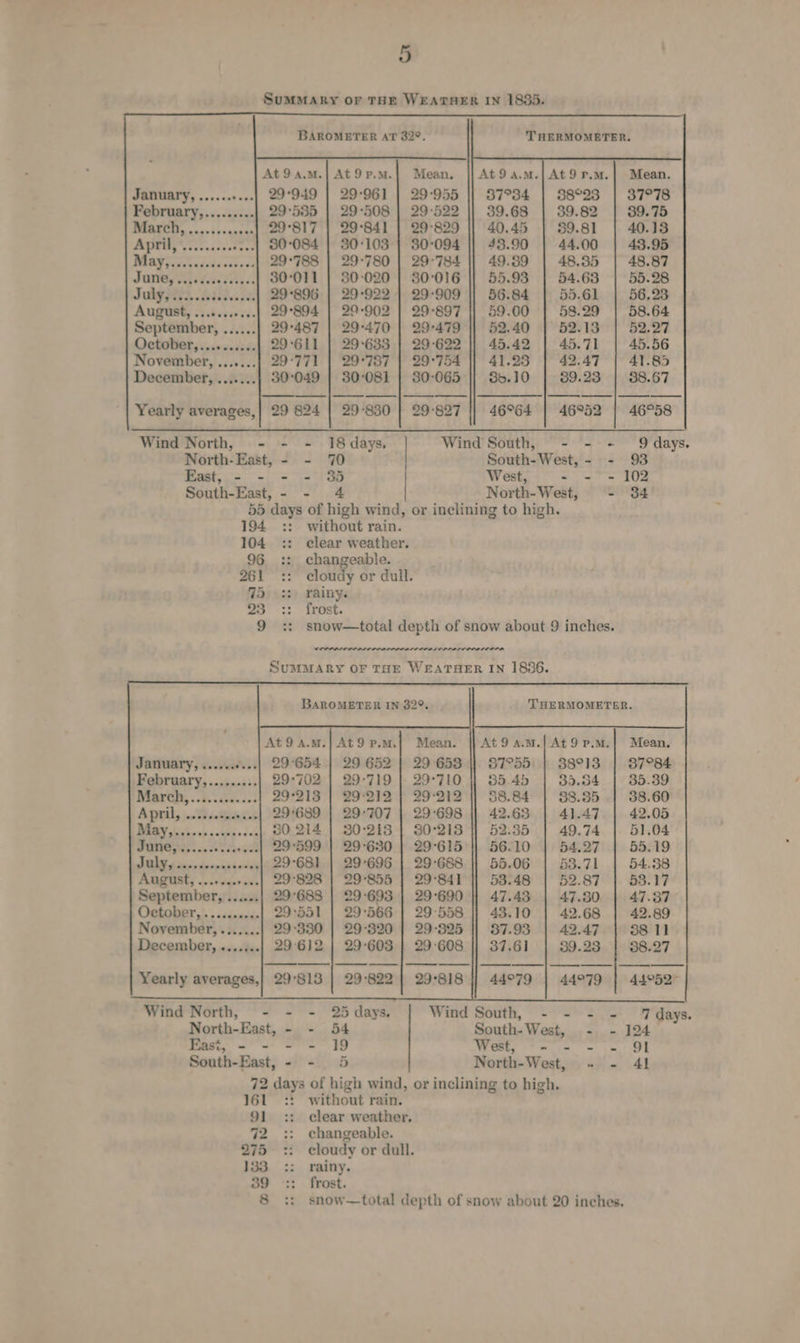 5
SUMMARY OF THE WEATHER IN 1835.
BAROMETER AT 32°. THERMOMETER.
At 9 A.M. At 9 P.M. Mean. At 9 A.M. At 9 P.M. Mean.
January, ......... 29·949 29·961 29·955 37°34 38°23 37°78
February,......... 29·535 29·508 29·522 39.68 39.82 39.75
March, ............ 29·817 29·841 29·829 40.45 39.81 40.13
April, ............. 30·084 30·103 30·094 43.90 44.00 43.95
May,............... 29·788 29·780 29·784 49.39 48.35 48.87
June, ............. 30·011 30·020 30·016 55.93 54.63 55.28
July, .............. 29·896 29·922 29·909 56.84 55.61 56.23
August, ........... 29·894 29·902 29·897 59.00 58.29 58.64
September, ...... 29·487 29·470 29·479 52.40 52.13 52.27
October,........... 29·611 29·633 29·622 45.42 45.71 45.56
November, ....... 29·771 29·737 29·754 41.23 42.47 41.85
December, ....... 30·049 30·081 30·065 38.10 39.23 38.67
Yearly averages, 29 824 29·830 29·827 46°64 46°52 46°58
Wind North, - - - 18 days. Wind South, - - - 9 days.
North-East, - - 70 South-West, - - 93
East, - - - - 35 West, - - - 102
South-East, - - 4 North-West, - 34
55 days of high wind, or inclining to high.
194 :: without rain.
104 :: clear weather.
96 :: changeable.
261 :: cloudy or dull.
75 :: rainy.
23 :: frost.
9 :: snow—total depth of snow about 9 inches.
SUMMARY OF THE WEATHER IN 1836.
BAROMETER IN 32°. THERMOMETER.
At 9 A.M. At 9 P.M. Mean. At 9 A.M. At 9 P.M. Mean.
January, ......... 29·654 29 652 29 653 37°55 38°13 37°84
February,......... 29·702 29·719 29·710 35 45 35.34 35.39
March,............ 29·213 29·212 29·212 38.84 38.35 38.60
April, ............ 29·689 29·707 29·698 42.63 41.47 42.05
May,............... 30 214 30·213 30·213 52.35 49.74 51.04
June,.............. 29·599 29·630 29·615 56.10 54.27 55.19
July, .............. 29·681 29·696 29·688 55.06 53.71 54.38
August, ........... 29·828 29·855 29·841 53.48 52.87 53.17
September, ...... 29·688 29·693 29·690 47.43 47.30 47.37
October,.......... 29·551 29·566 29·558 43.10 42.68 42.89
November, ....... 29·330 29·320 29·325 37.93 42.47 38 11
December, ....... 29·612 29·603 29·608 37.61 39.23 38.27
Yearly averages, 29·813 29·822 29·818 44°79 44°79 44°52
Wind North, - - - 25 days. Wind South, - - - - 7 days.
North-East, - - 54 South-West, - - 124
East, - - - - 19 West, - - - - 91
South-East, - - 5 North-West, - - 41
72 days of high wind, or inclining to high.
161 :: without rain.
91 :: clear weather.
72 :: changeable.
275 :: cloudy or dull.
133 :: rainy.
39 :: frost.
8 :: snow—total depth of snow about 20 inches.